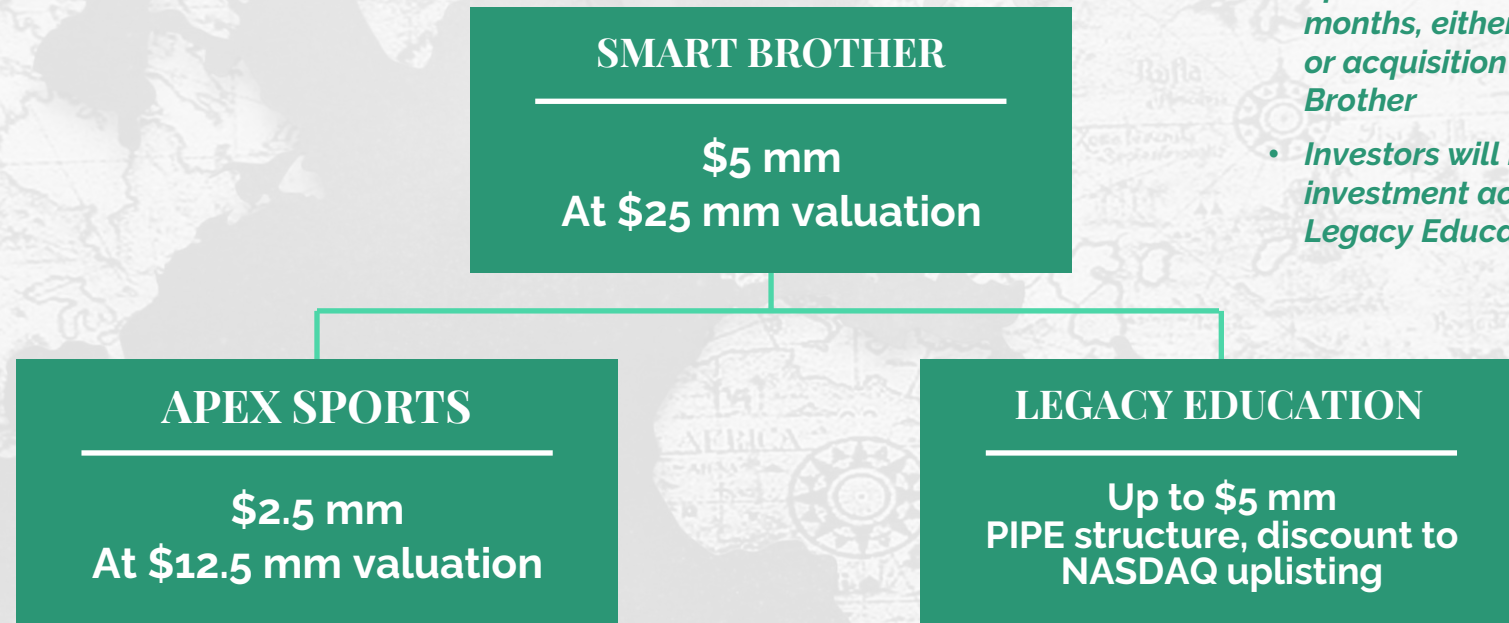 SMART BROTHER
$5 mm
At $25 mm valuation
months, either
or acquisition
Brother
• Investors will
investment
Legacy
APEX SPORTS
$2.5 mm
At $12.5 mm valuation
LEGACY EDUCATION
Up to $5 mm
PIPE structure, discount to
NASDAQ uplisting
AFRICA